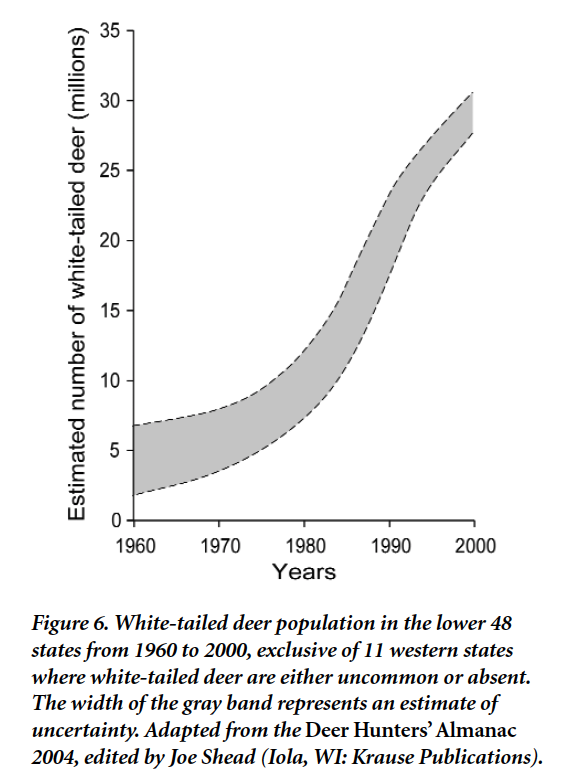 Estimated number of white-tailed deer (millions)
35
30
25
20
15
10
5
0
1960 1970 1980 1990 2000
Years
Figure 6. White-tailed deer population in the lower 48
states from 1960 to 2000, exclusive of 11 western states
where white-tailed deer are either uncommon or absent.
The width of the gray band represents an estimate of
uncertainty. Adapted from the Deer Hunters’ Almanac
2004, edited by Joe Shead (Iola, WI: Krause Publications).